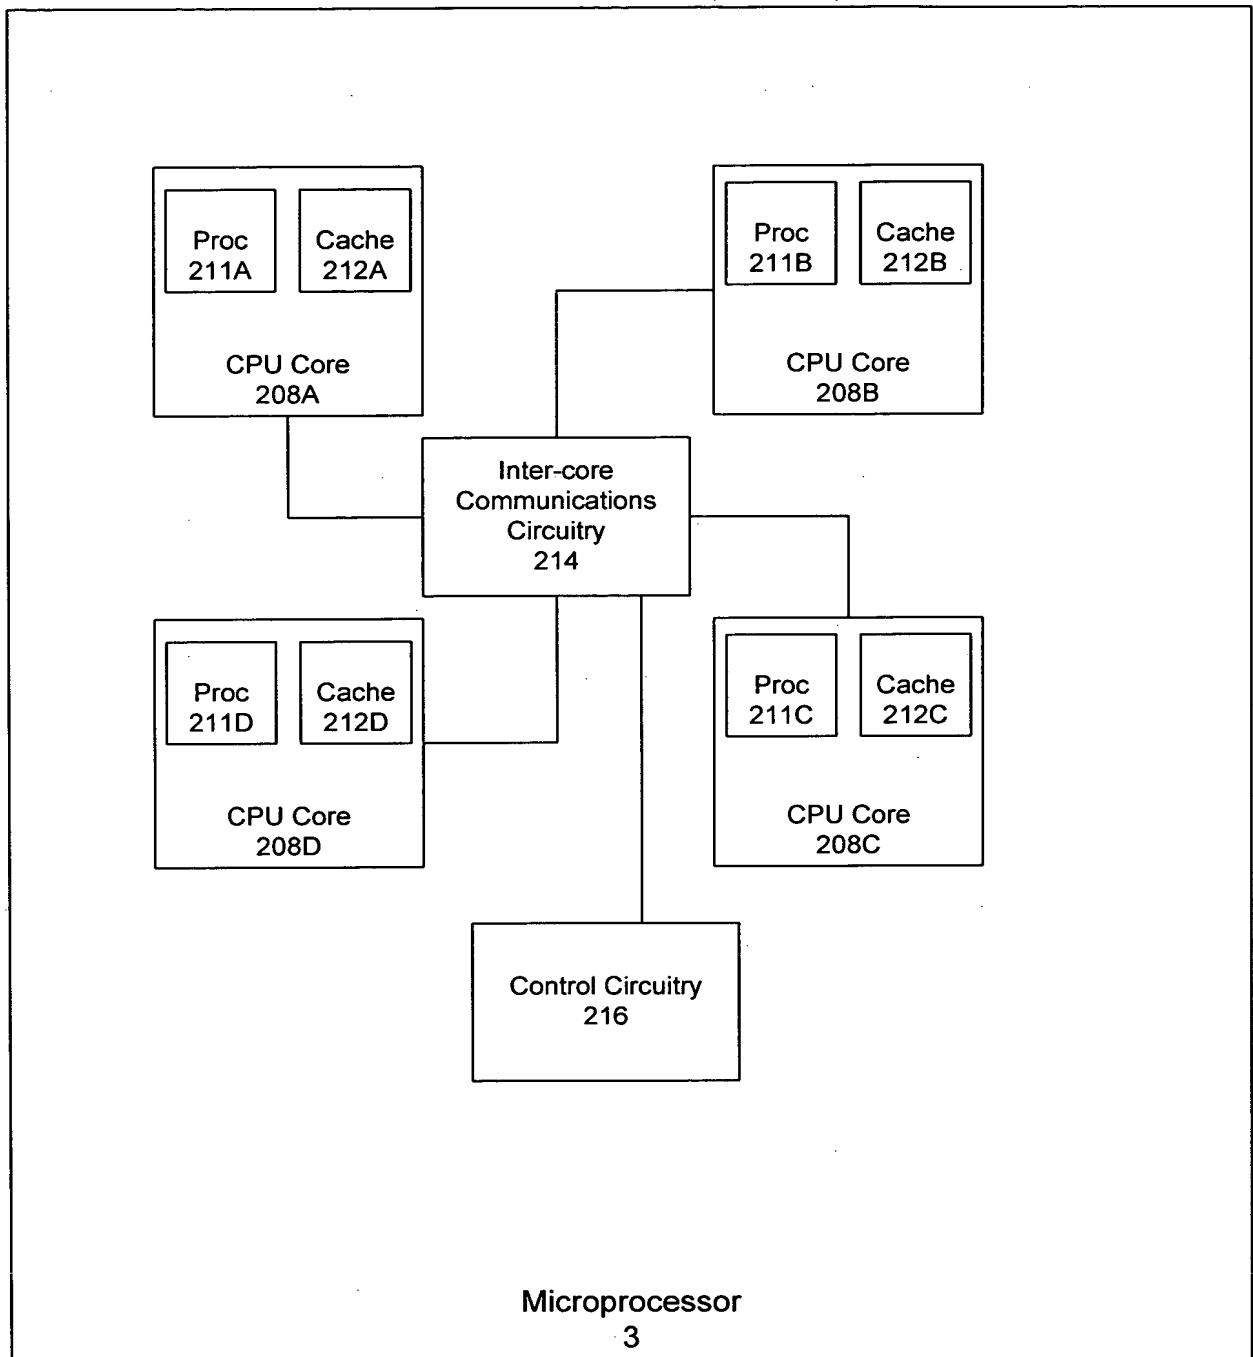 Proc
211A
Cache
212A
CPU Core
208A
Proc
211B
Cache
212B
CPU Core
208B
Inter-core
Communications
Circuitry
214
Proc
211D
Cache
212D
CPU Core
208D
Proc
211C
Cache
212C
CPU Core
208C
Control Circuitry
216
Microprocessor
3